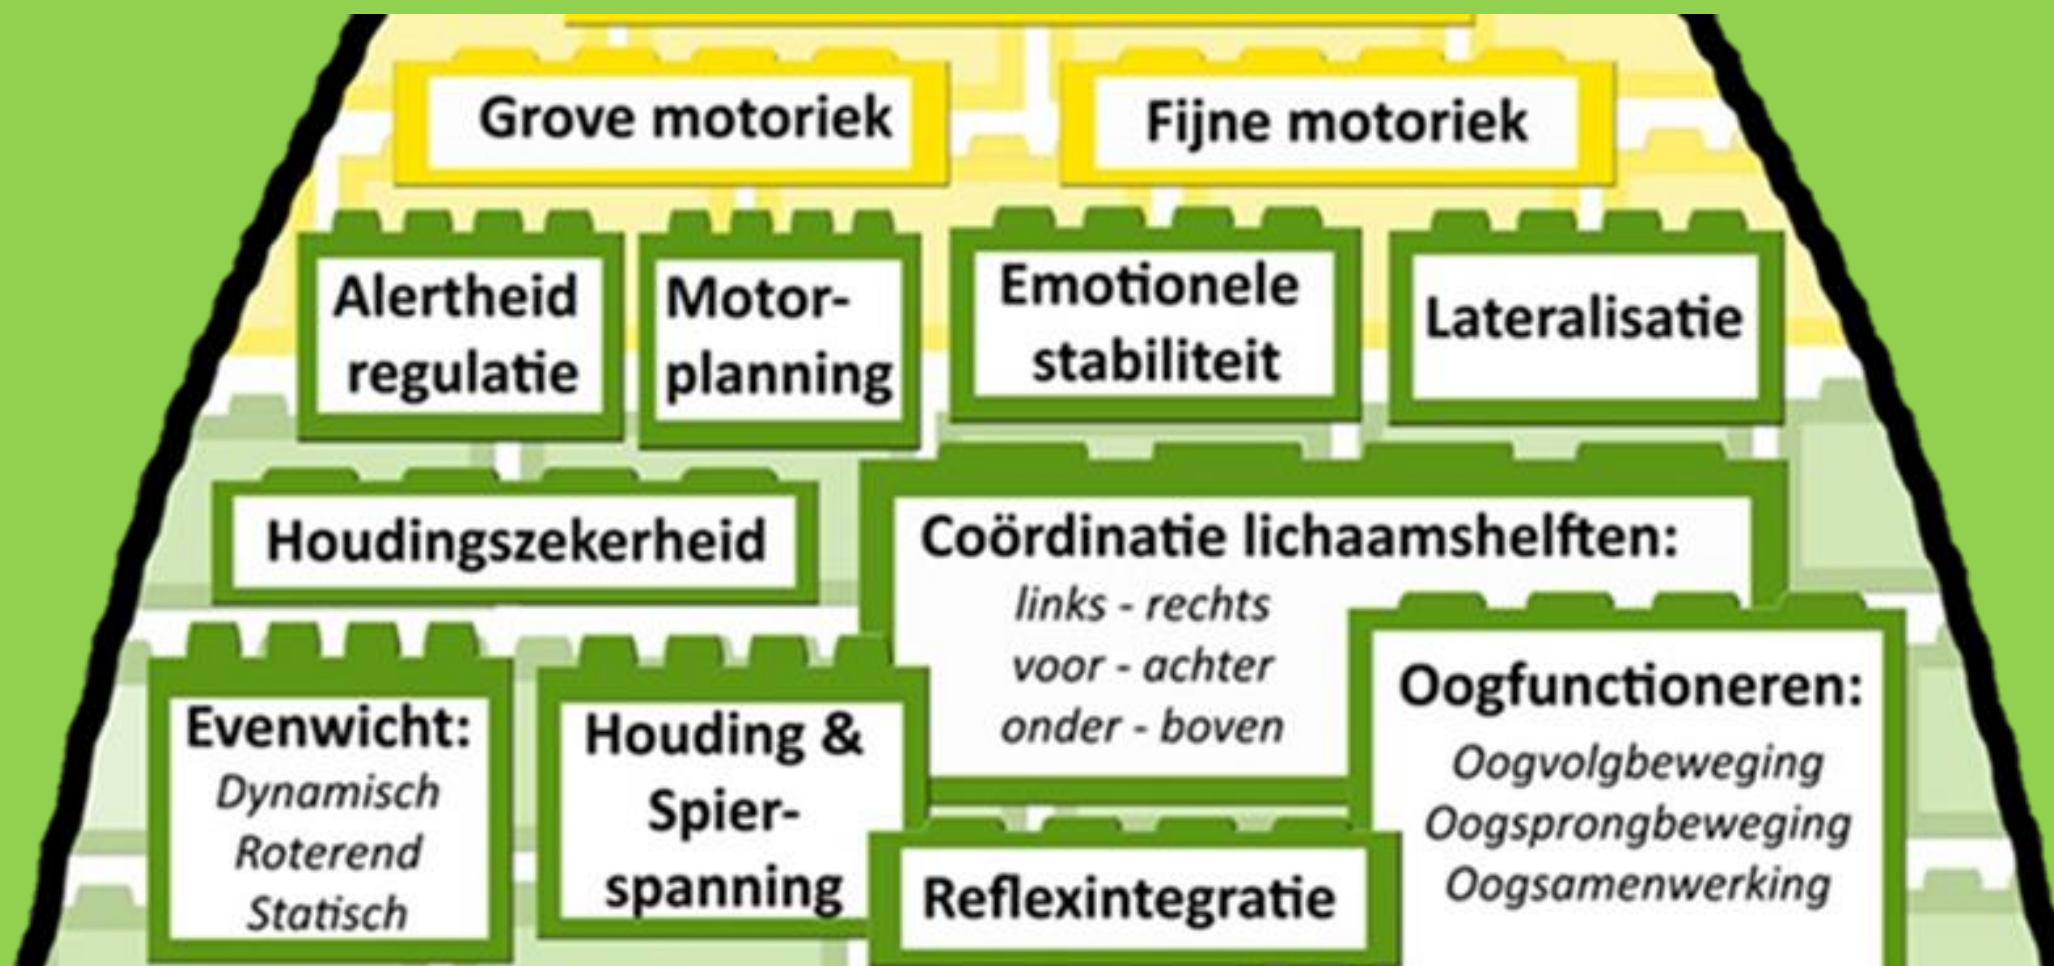 Grove motoriek
Fijne motoriek
Alertheid
regulatie
Motor-
planning
Emotionele
stabiliteit
Lateralisatie
Houdingszekerheid
Coördinatie lichaamshelften:
links - rechts
voor - achter
onder - boven
Evenwicht:
Dynamisch
Roterend
Statisch
Houding &
Spier-
spanning
Reflexintegratie
Oogfunctioneren:
Oogvolgbeweging
Oogsprongbeweging
Oogsamenwerking